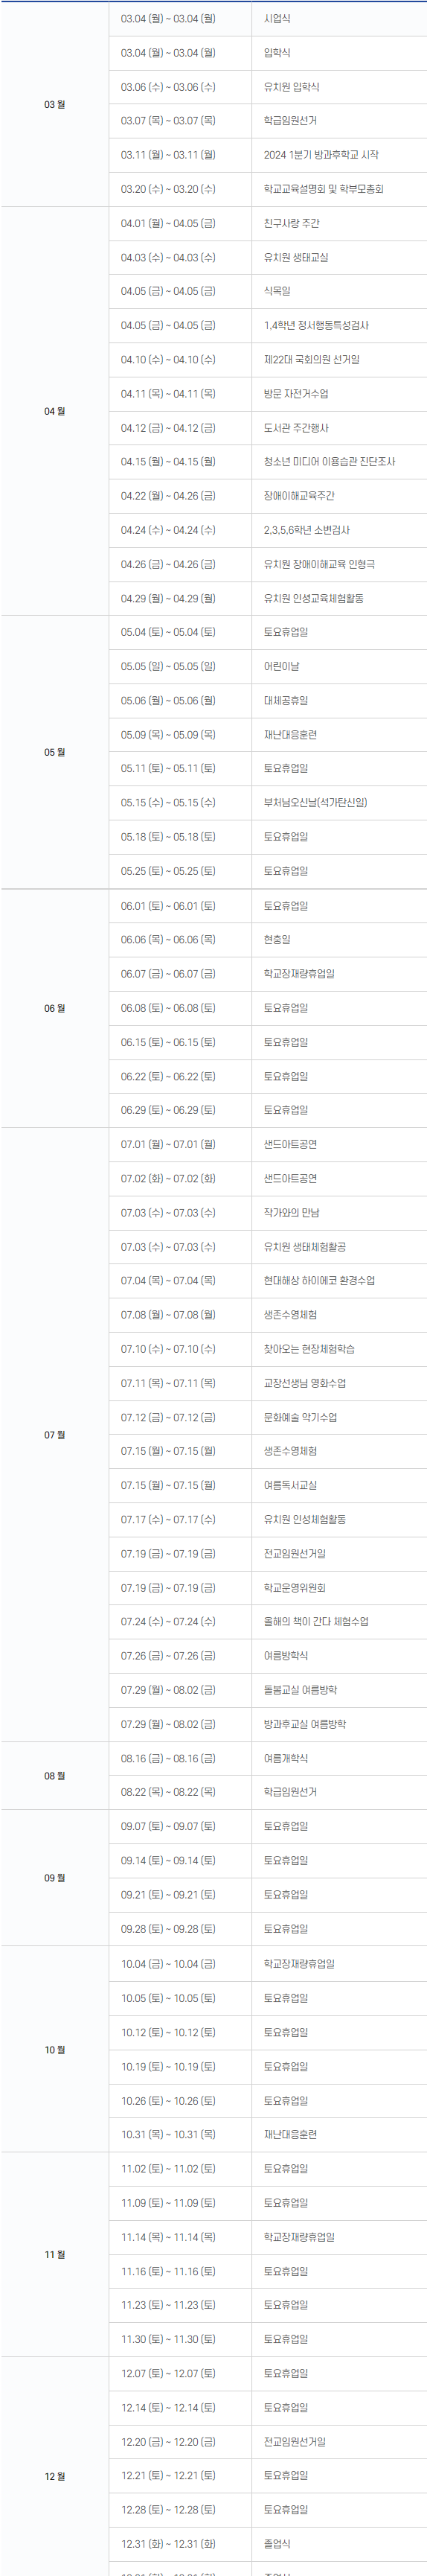 03 월
03.04 (월) ~ 03.04 (월) 시업식
03.04 (월) ~ 03.04 (월) 입학식
03.06 (수) ~ 03.06 (수) 유치원 입학식
03.07 (목) ~ 03.07 (목) 학급임원선거
03.11 (월) ~ 03.11 (월) 2024 1분기 방과후학교 시작
03.20 (수) ~ 03.20 (수) 학교교육설명회 및 학부모총회
04 월
04.01 (월) ~ 04.05 (금) 친구사랑 주간
04.03 (수) ~ 04.03 (수) 유치원 생태교실
04.05 (금) ~ 04.05 (금) 식목일
04.05 (금) ~ 04.05 (금) 1,4학년 정서행동특성검사
04.10 (수) ~ 04.10 (수) 제22대 국회의원 선거일
04.11 (목) ~ 04.11 (목) 방문 자전거수업
04.12 (금) ~ 04.12 (금) 도서관 주간행사
04.15 (월) ~ 04.15 (월) 청소년 미디어 이용습관 진단조사
04.22 (월) ~ 04.26 (금) 장애이해교육주간
04.24 (수) ~ 04.24 (수) 2,3,5,6학년 소변검사
04.26 (금) ~ 04.26 (금) 유치원 장애이해교육 인형극
04.29 (월) ~ 04.29 (월) 유치원 인생교육체험활동
05 월
05.04 (토) ~ 05.04 (토) 토요휴업일
05.05 (일) ~ 05.05 (일) 어린이날
05.06 (월) ~ 05.06 (월) 대체공휴일
05.09 (목) ~ 05.09 (목) 재난대응훈련
05.11 (토) ~ 05.11 (토) 토요휴업일
05.15 (수) ~ 05.15 (수) 부처님오신날(석가탄신일)
05.18 (토) ~ 05.18 (토) 토요휴업일
05.25 (토) ~ 05.25 (토) 토요휴업일
06 월
06.01 (토) ~ 06.01 (토) 토요휴업일
06.06 (목) ~ 06.06 (목) 현충일
06.07 (금) ~ 06.07 (금) 학교장재량휴업일
06.08 (토) ~ 06.08 (토) 토요휴업일
06.15 (토) ~ 06.15 (토) 토요휴업일
06.22 (토) ~ 06.22 (토) 토요휴업일
06.29 (토) ~ 06.29 (토) 토요휴업일
07 월
07.01 (월) ~ 07.01 (월) 샌드아트공연
07.02 (화) ~ 07.02 (화) 샌드아트공연
07.03 (수) ~ 07.03 (수) 작가와의 만남
07.03 (수) ~ 07.03 (수) 유치원 생태체험활공
07.04 (목) ~ 07.04 (목) 현대해상 하이에코 환경수업
07.08 (월) ~ 07.08 (월) 생존수영체험
07.10 (수) ~ 07.10 (수) 찾아오는 현장체험학습
07.11 (목) ~ 07.11 (목) 교장선생님 영화수업
07.12 (금) ~ 07.12 (금) 문화예술 악기수업
07.15 (월) ~ 07.15 (월) 생존수영체험
07.15 (월) ~ 07.15 (월) 여름독서교실
07.17 (수) ~ 07.17 (수) 유치원 인성체험활동
07.19 (금) ~ 07.19 (금) 전교임원선거일
07.19 (금) ~ 07.19 (금) 학교운영위원회
07.24 (수) ~ 07.24 (수) 올해의 책이 간다 체험수업
07.26 (금) ~ 07.26 (금) 여름방학식
07.29 (월) ~ 08.02 (금) 돌봄교실 여름방학
07.29 (월) ~ 08.02 (금) 방과후교실 여름방학
08 월
08.16 (금) ~ 08.16 (금) 여름개학식
08.22 (목) ~ 08.22 (목) 학급임원선거
09 월
09.07 (토) ~ 09.07 (토) 토요휴업일
09.14 (토) ~ 09.14 (토) 토요휴업일
09.21 (토) ~ 09.21 (토) 토요휴업일
09.28 (토) ~ 09.28 (토) 토요휴업일
10 월
10.04 (금) ~ 10.04 (금) 학교장재량휴업일
10.05 (토) ~ 10.05 (토) 토요휴업일
10.12 (토) ~ 10.12 (토) 토요휴업일
10.19 (토) ~ 10.19 (토) 토요휴업일
10.26 (토) ~ 10.26 (토) 토요휴업일
10.31 (목) ~ 10.31 (목) 재난대응훈련
11 월
11.02 (토) ~ 11.02 (토) 토요휴업일
11.09 (토) ~ 11.09 (토) 토요휴업일
11.14 (목) ~ 11.14 (목) 학교장재량휴업일
11.16 (토) ~ 11.16 (토) 토요휴업일
11.23 (토) ~ 11.23 (토) 토요휴업일
11.30 (토) ~ 11.30 (토) 토요휴업일
12 월
12.07 (토) ~ 12.07 (토) 토요휴업일
12.14 (토) ~ 12.14 (토) 토요휴업일
12.20 (금) ~ 12.20 (금) 전교임원선거일
12.21 (토) ~ 12.21 (토) 토요휴업일
12.28 (토) ~ 12.28 (토) 토요휴업일
12.31 (화) ~ 12.31 (화) 졸업식